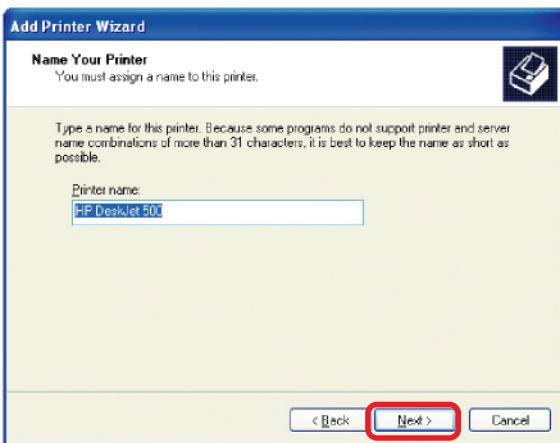 Add Printer Wizard
Name Your Printer
You must assign a name to this printer.
Type a name for this printer. Because some programs do not support printer and server
name combinations of more than 31 characters, it is best to keep the name as short as
possible.
Printer name:
HP DeskJet 500
< Back
Next >
Cancel